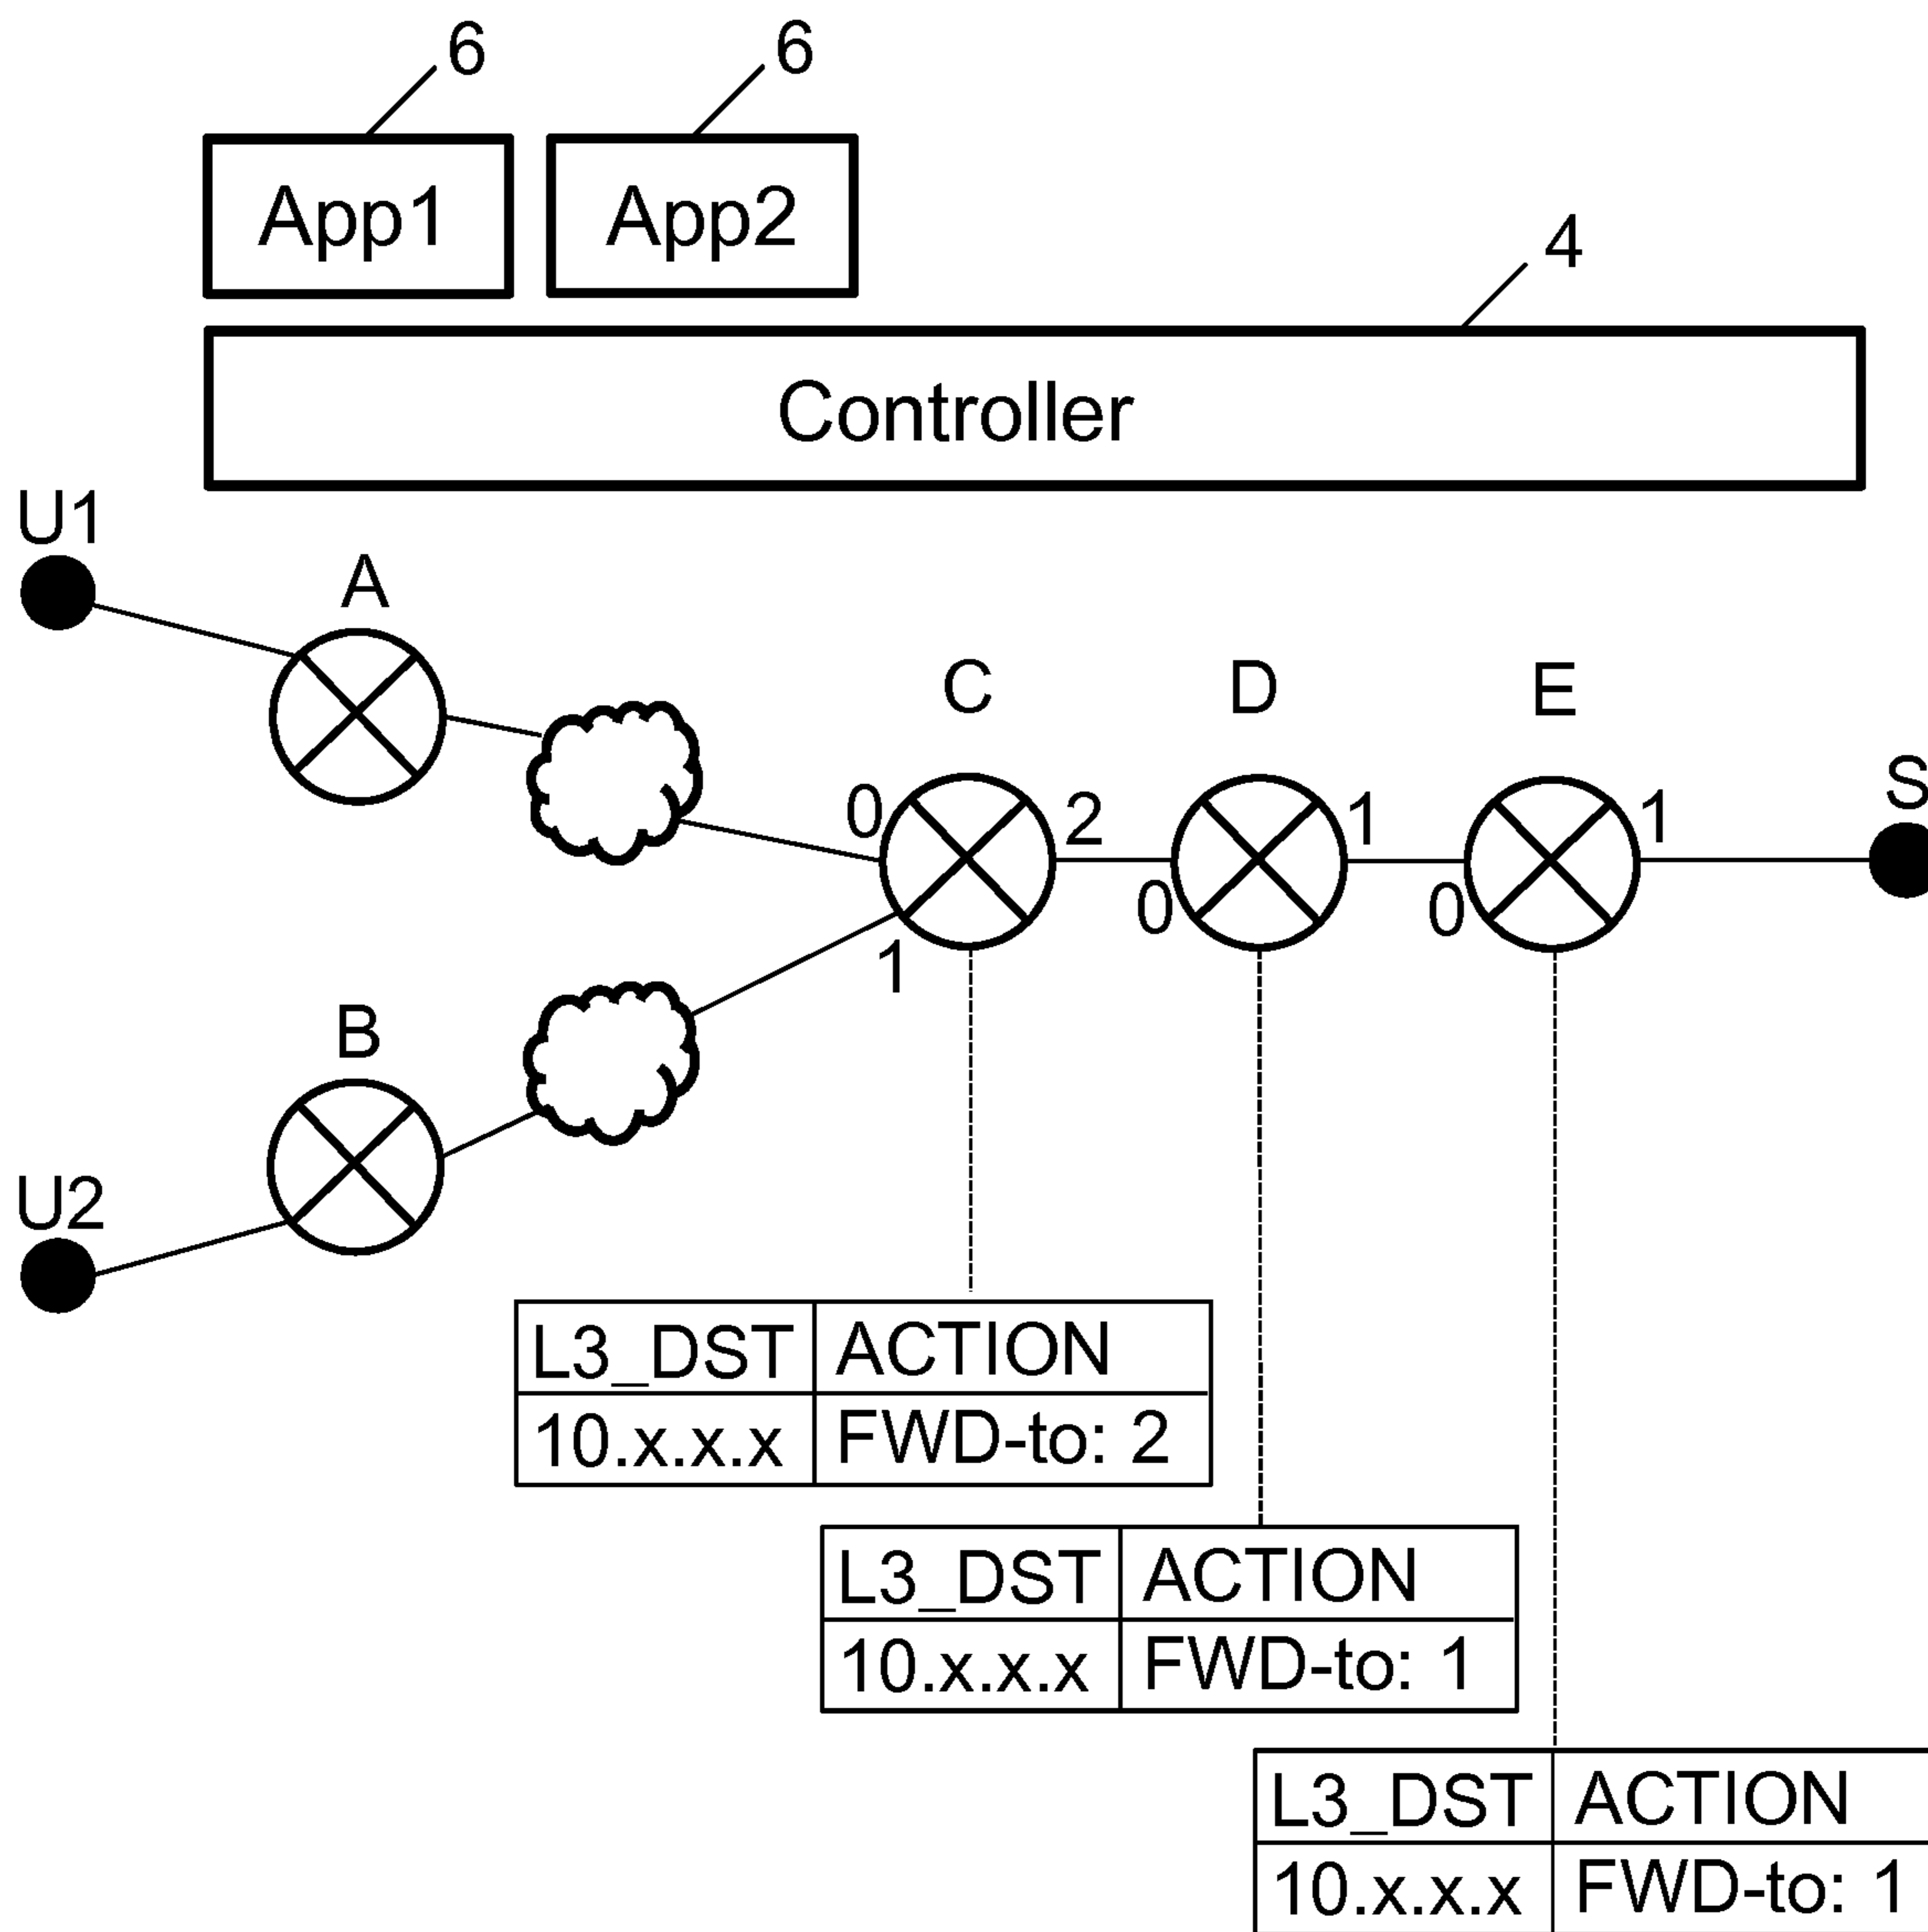 6 6
App1 App2
4
Controller
U1
A
C D E
S
0 2 1 1
0 0
1
B
U2
L3_DST ACTION
10.x.x.x FWD-to: 2
L3_DST ACTION
10.x.x.x FWD-to: 1
L3_DST ACTION
10.x.x.x FWD-to: 1